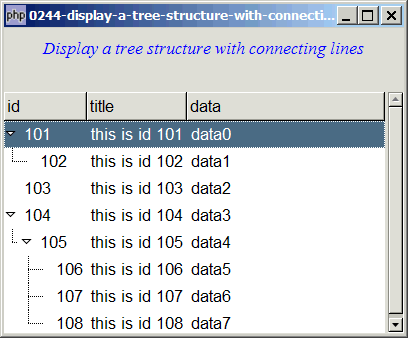 php 0244-display-a-tree-structure-with-connecti...
Display a tree structure with connecting lines
id title data
101 this is id 101 data0
102 this is id 102 data1
103 this is id 103 data2
104 this is id 104 data3
105 this is id 105 data4
106 this is id 106 data5
107 this is id 107 data6
108 this is id 108 data7